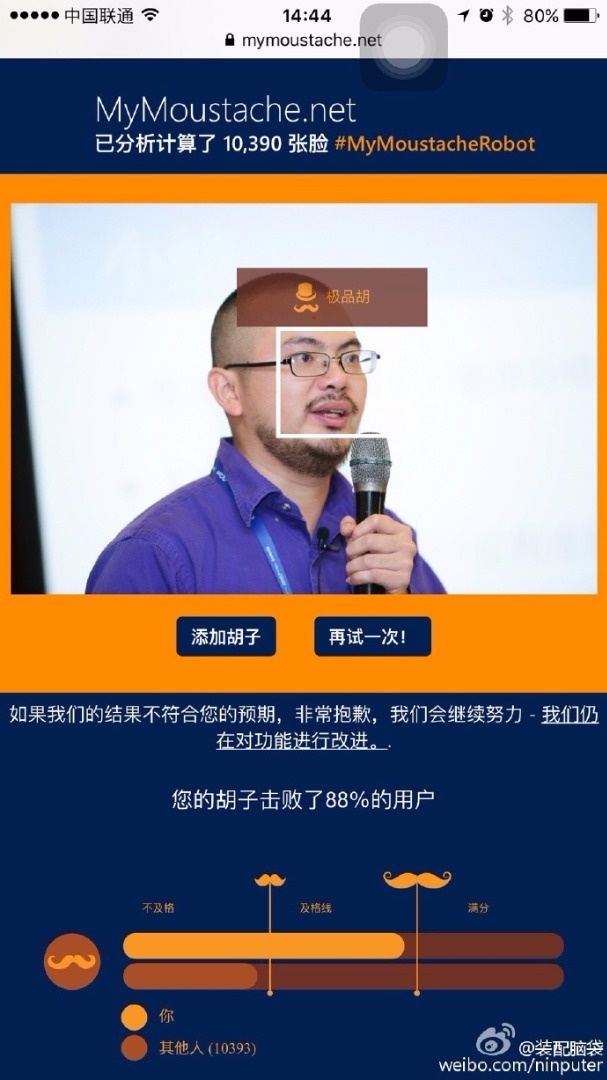 中国联通 14:44 80%
mymoustache.net
MyMoustache.net
已分析计算了 10,390 张脸 #MyMoustacheRobot
极品胡
添加胡子 再试一次!
如果我们的结果不符合您的预期，非常抱歉，我们会继续努力 - 我们仍
在对功能进行改进。.
您的胡子击败了88%的用户
不及格 及格线 满分
你
其他人 (10393)
@装配脑袋
weibo.com/ninputer